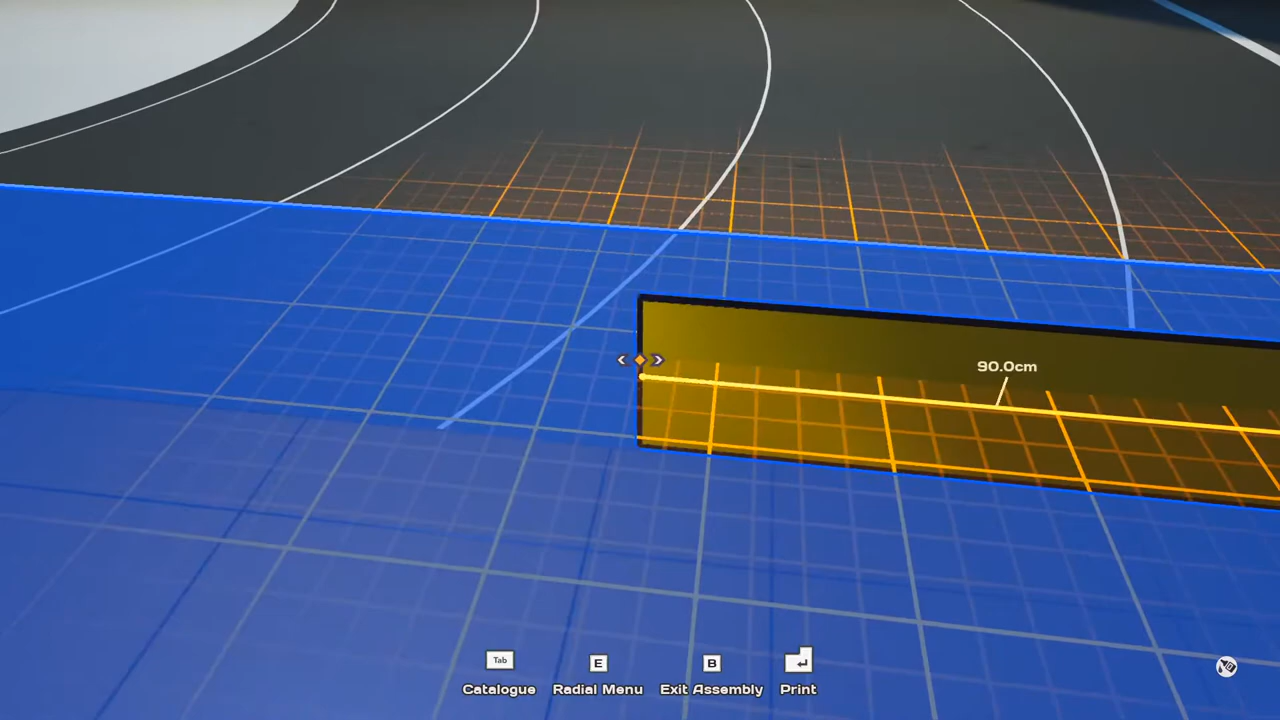 90.0cm
Tab
E
B
Catalogue
Radial Menu
Exit Assembly
Print